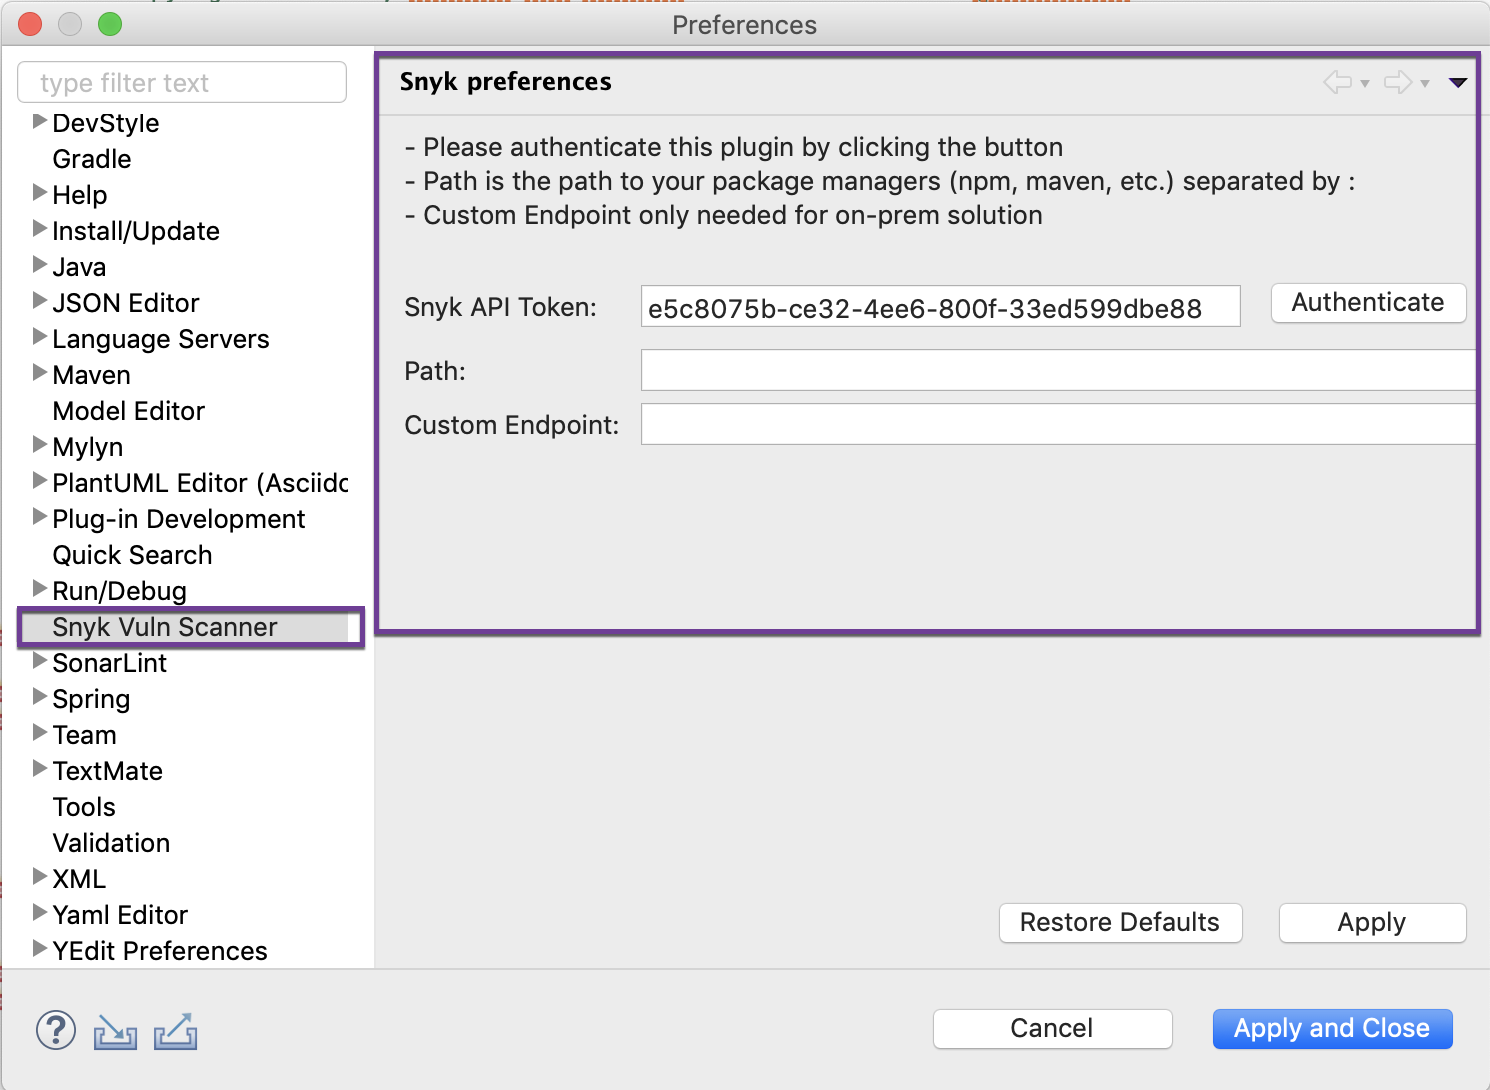 Preferences
type filter text
DevStyle
Gradle
Help
Install/Update
Java
JSON Editor
Language Servers
Maven
Model Editor
Mylyn
PlantUML Editor (Asciidc
Plug-in Development
Quick Search
Run/Debug
Snyk Vuln Scanner
SonarLint
Spring
Team
TextMate
Tools
Validation
XML
Yaml Editor
YEdit Preferences
Snyk preferences
- Please authenticate this plugin by clicking the button
- Path is the path to your package managers (npm, maven, etc.) separated by :
- Custom Endpoint only needed for on-prem solution
Snyk API Token: e5c8075b-ce32-4ee6-800f-33ed599dbe88 Authenticate
Path:
Custom Endpoint:
Restore Defaults Apply
? Cancel Apply and Close